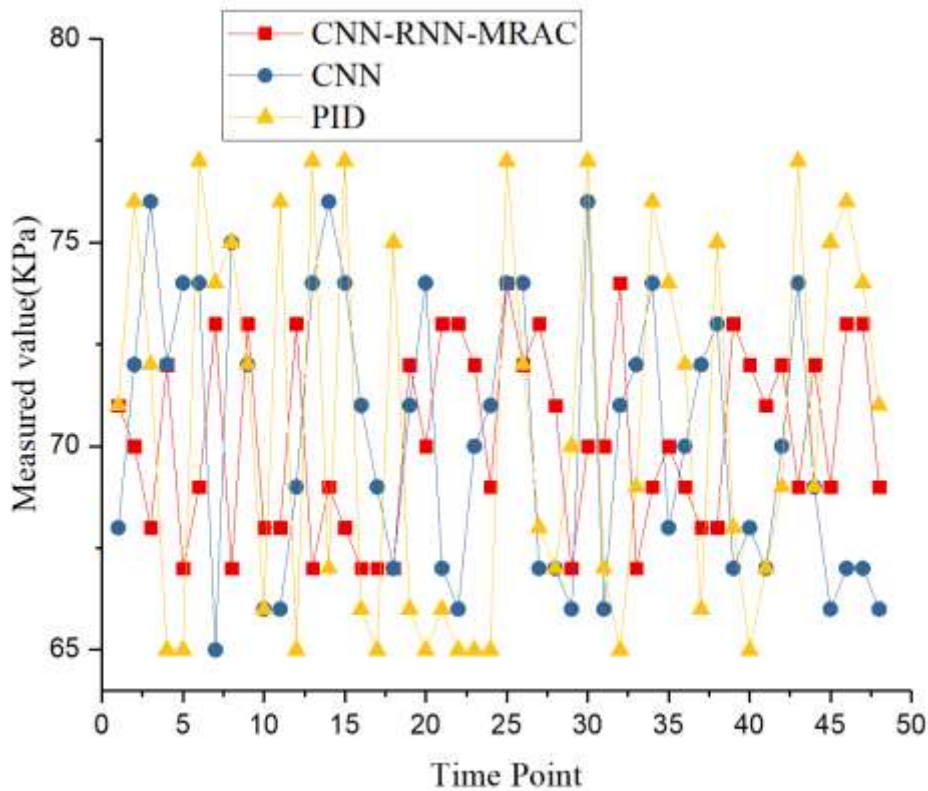 CNN-RNN-MRAC
CNN
PID
80
75
70
65
Measured value(KPa)
0 5 10 15 20 25 30 35 40 45 50
Time Point